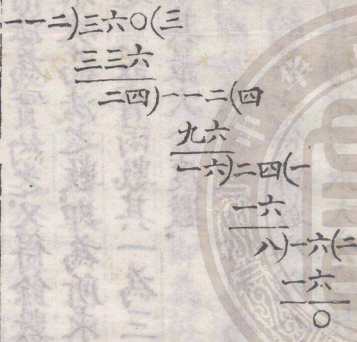 一一二)三六〇(三
三三六
二四)一一二(四
九六
一六)二四(一
一六
八)一六(二
一六
〇